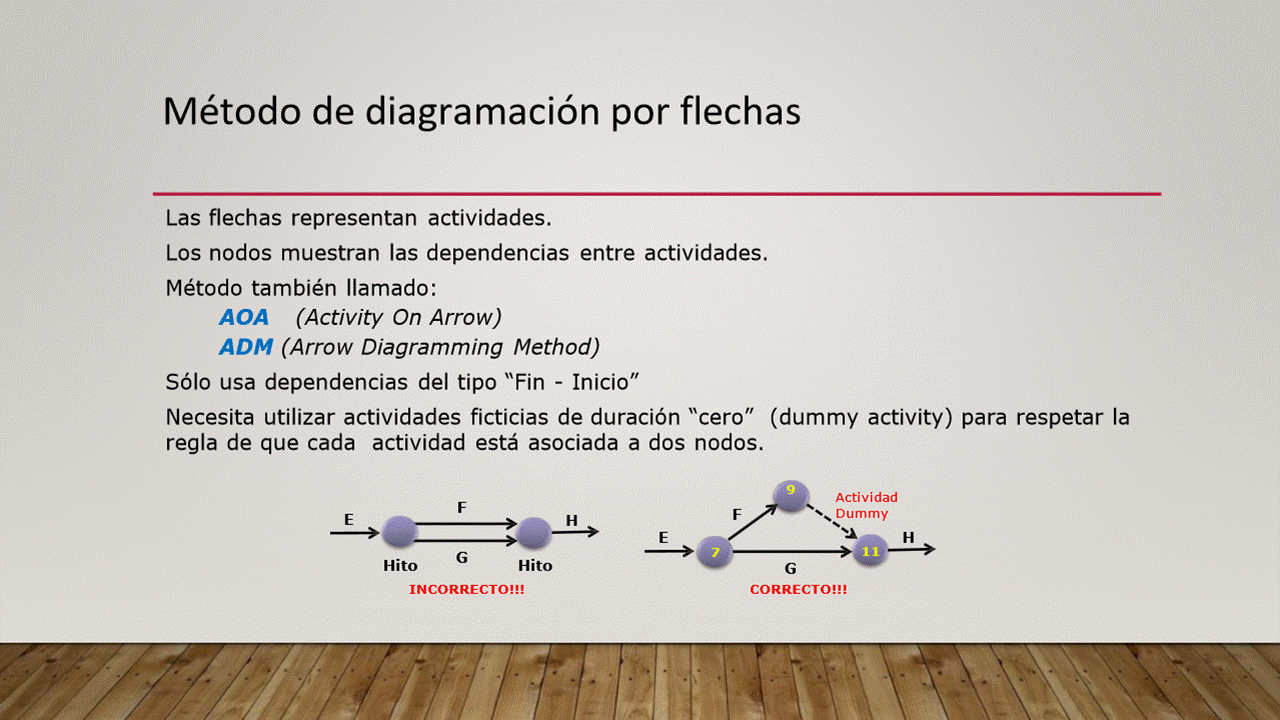 Método de diagramación por flechas
Las flechas representan actividades.
Los nodos muestran las dependencias entre actividades.
Método también llamado:
AOA (Activity On Arrow)
ADM (Arrow Diagramming Method)
Sólo usa dependencias del tipo “Fin - Inicio”
Necesita utilizar actividades ficticias de duración “cero” (dummy activity) para respetar la
regla de que cada actividad está asociada a dos nodos.
E
F
G
H
Hito
Hito
INCORRECTO!!!
E
7
F
9
Actividad
Dummy
G
11
H
CORRECTO!!!